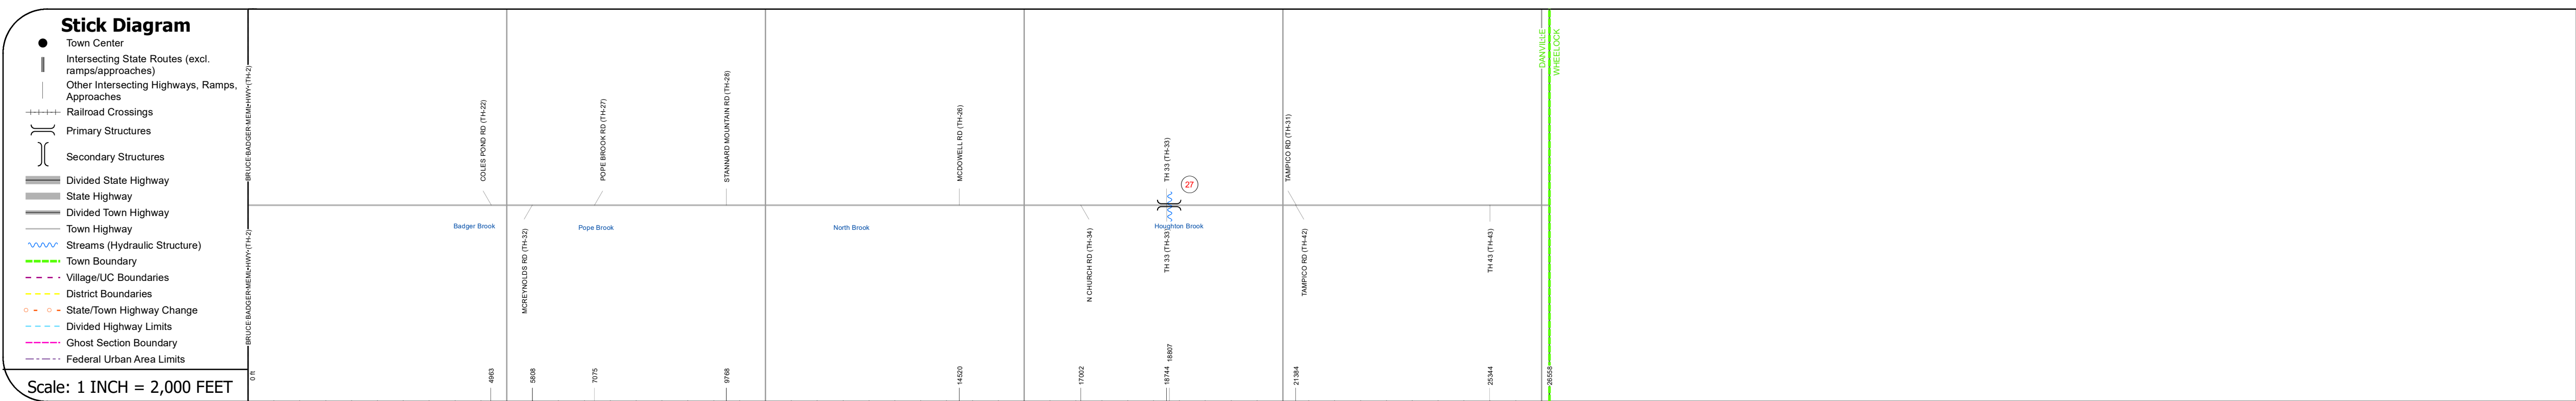 Stick Diagram
Town Center
Intersecting State Routes (excl.
ramps/approaches)
Other Intersecting Highways, Ramps,
Approaches
Railroad Crossings
Primary Structures
Secondary Structures
Divided State Highway
State Highway
Divided Town Highway
Town Highway
Streams (Hydraulic Structure)
Town Boundary
Village/UC Boundaries
District Boundaries
State/Town Highway Change
Divided Highway Limits
Ghost Section Boundary
Federal Urban Area Limits
Scale: 1 INCH = 2,000 FEET
BRUCE BADGER MEML HWY (TH-2)
COLES POND RD (TH-22)
POPE BROOK RD (TH-27)
STANNARD MOUNTAIN RD (TH-28)
MCDOWELL RD (TH-26)
TH 33 (TH-33)
27
TAMPICO RD (TH-31)
DANVILLE
WHEELOCK
Badger Brook
Pope Brook
North Brook
Houghton Brook
BRUCE BADGER MEML HWY (TH-2)
MCREYNOLDS RD (TH-32)
N CHURCH RD (TH-34)
TH 33 (TH-33)
TAMPICO RD (TH-42)
TH 43 (TH-43)
0 ft
4963
5808
7075
9768
14520
17002
18744
18807
21384
25344
26558